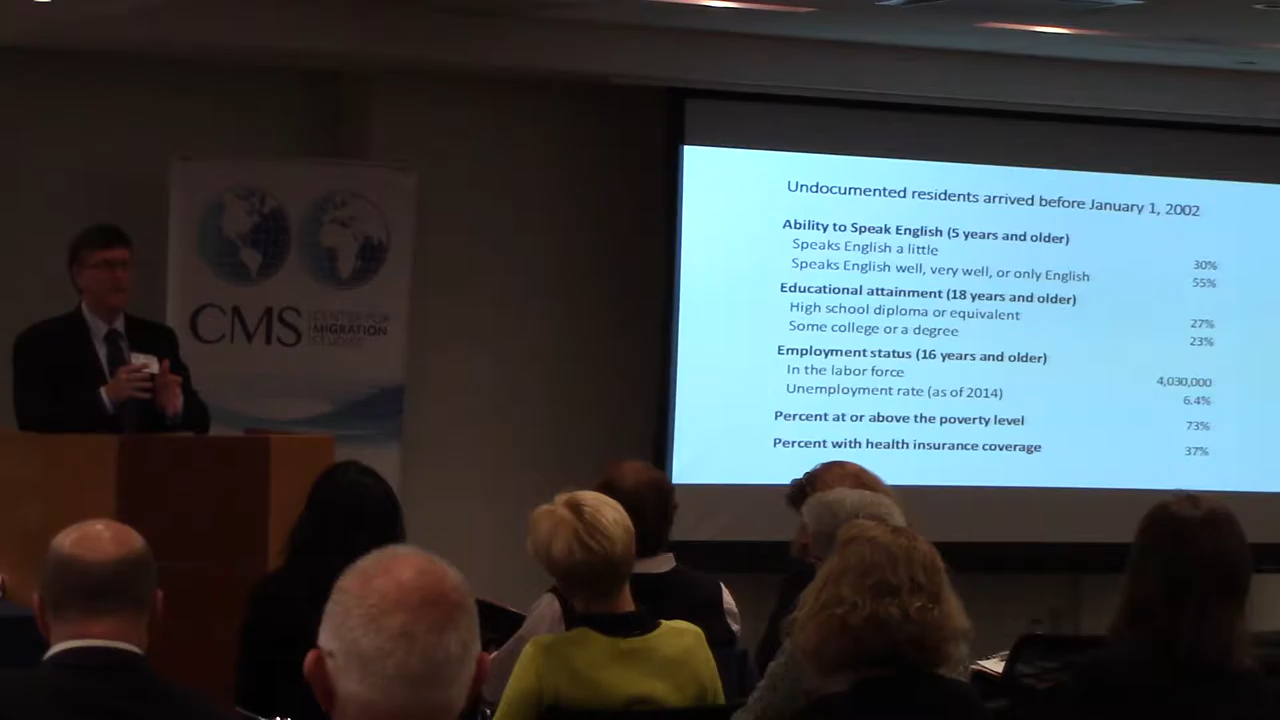 CMS
CENTER FOR
MIGRATION
STUDIES
Undocumented residents arrived before January 1, 2002
Ability to Speak English (5 years and older)
Speaks English a little 30%
Speaks English well, very well, or only English 55%
Educational attainment (18 years and older)
High school diploma or equivalent 27%
Some college or a degree 23%
Employment status (16 years and older)
In the labor force 4,030,000
Unemployment rate (as of 2014) 6.4%
Percent at or above the poverty level 73%
Percent with health insurance coverage 37%